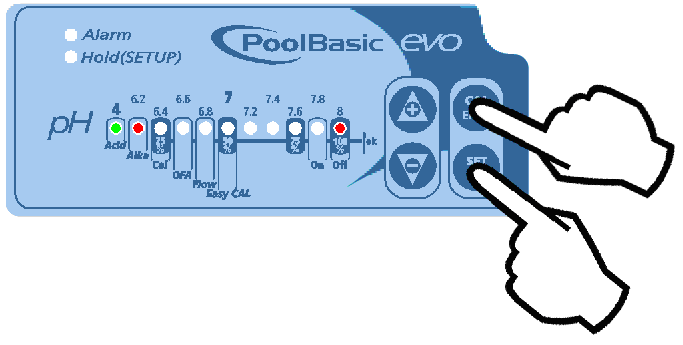 Alarm
Hold(SETUP)
PoolBasic evo
pH
4 6.2 6.4 6.6 6.8 7 7.2 7.4 7.6 7.8 8
Acid Alka Cal OFA Flow Easy CAL On Off
ok
SET